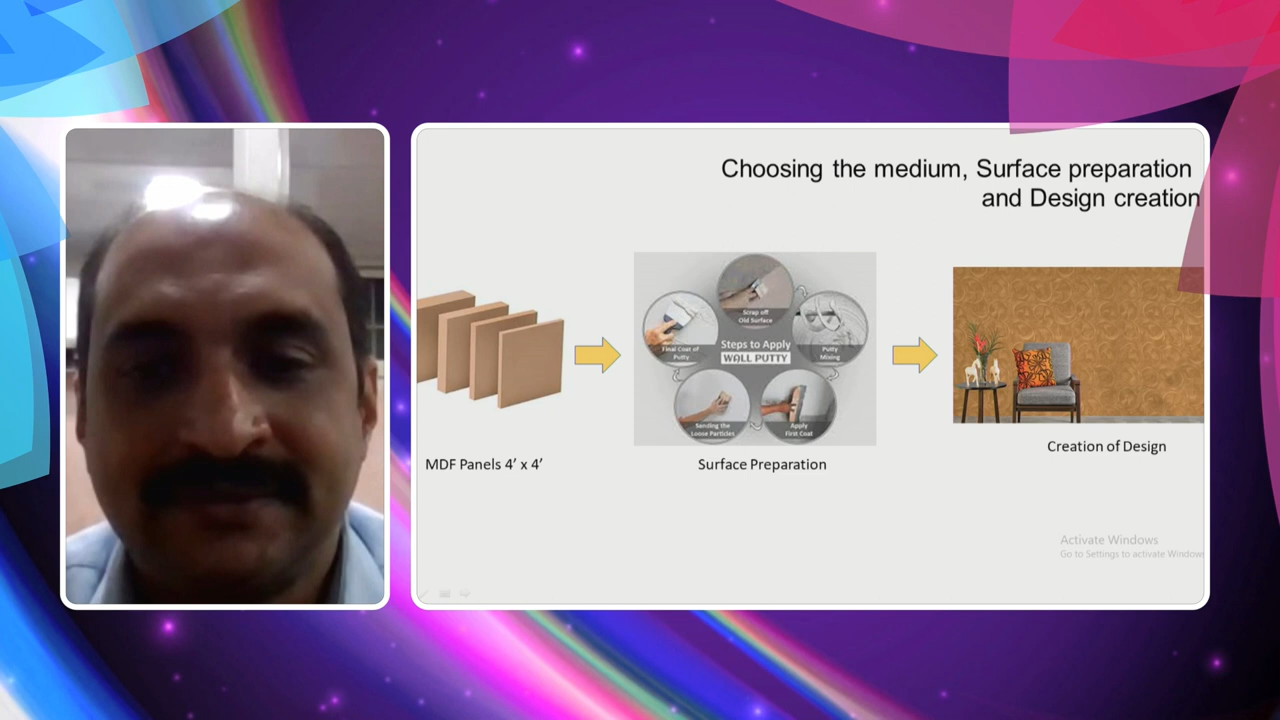 Choosing the medium, Surface preparation
and Design creation
Scrap off
Old Surface
Final Coat of
Putty
Steps to Apply
WALL PUTTY
Putty
Mixing
Sanding the
Loose Particles
Apply
First Coat
MDF Panels 4’ x 4’
Surface Preparation
Creation of Design
Activate Windows
Go to Settings to activate Window